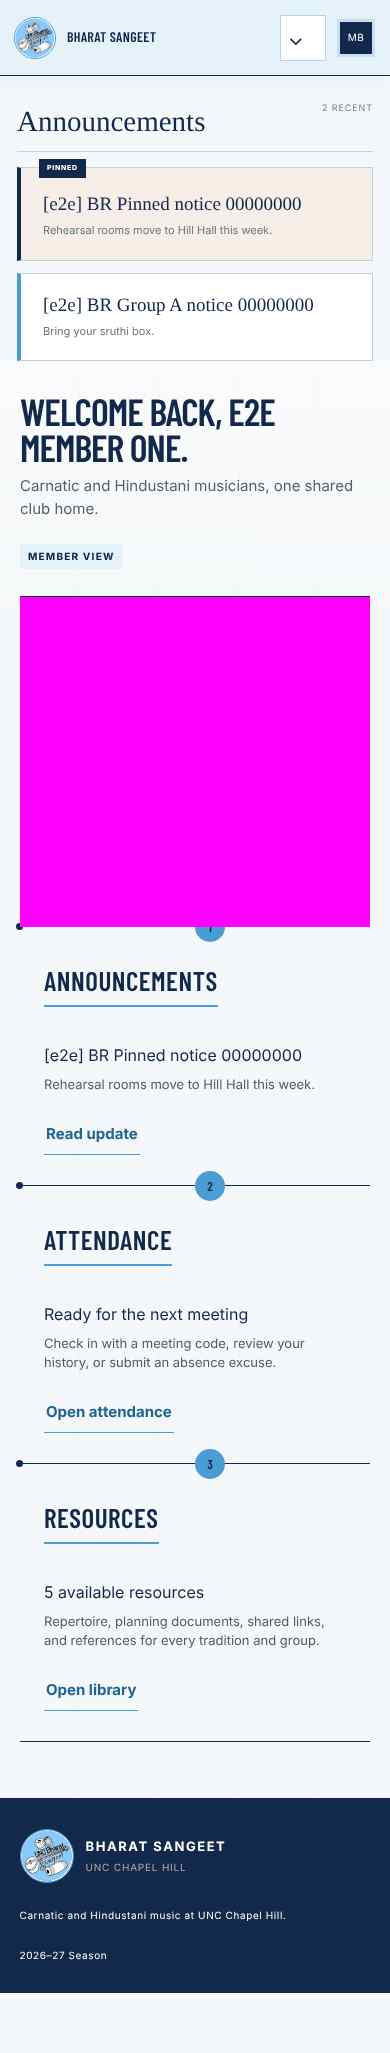 BHARAT SANGEET
MB
Announcements
2 RECENT
PINNED
[e2e] BR Pinned notice 00000000
Rehearsal rooms move to Hill Hall this week.
[e2e] BR Group A notice 00000000
Bring your sruthi box.
WELCOME BACK, E2E
MEMBER ONE.
Carnatic and Hindustani musicians, one shared
club home.
MEMBER VIEW
ANNOUNCEMENTS
[e2e] BR Pinned notice 00000000
Rehearsal rooms move to Hill Hall this week.
Read update
2
ATTENDANCE
Ready for the next meeting
Check in with a meeting code, review your
history, or submit an absence excuse.
Open attendance
3
RESOURCES
5 available resources
Repertoire, planning documents, shared links,
and references for every tradition and group.
Open library
BHARAT SANGEET
UNC CHAPEL HILL
Carnatic and Hindustani music at UNC Chapel Hill.
2026–27 Season